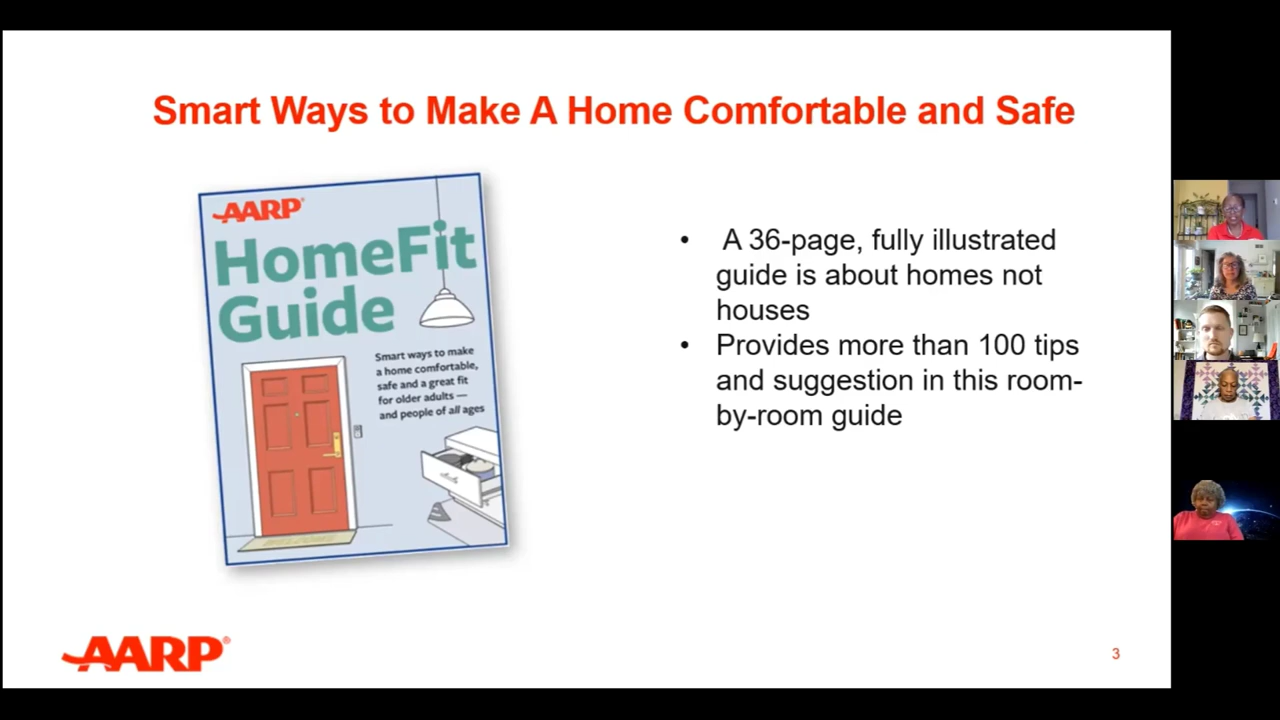 Smart Ways to Make A Home Comfortable and Safe
AARP®
HomeFit
Guide
Smart ways to make
a home comfortable,
safe and a great fit
for older adults —
and people of all ages
WELCOME
• A 36-page, fully illustrated
guide is about homes not
houses
• Provides more than 100 tips
and suggestion in this room-
by-room guide
AARP®
3